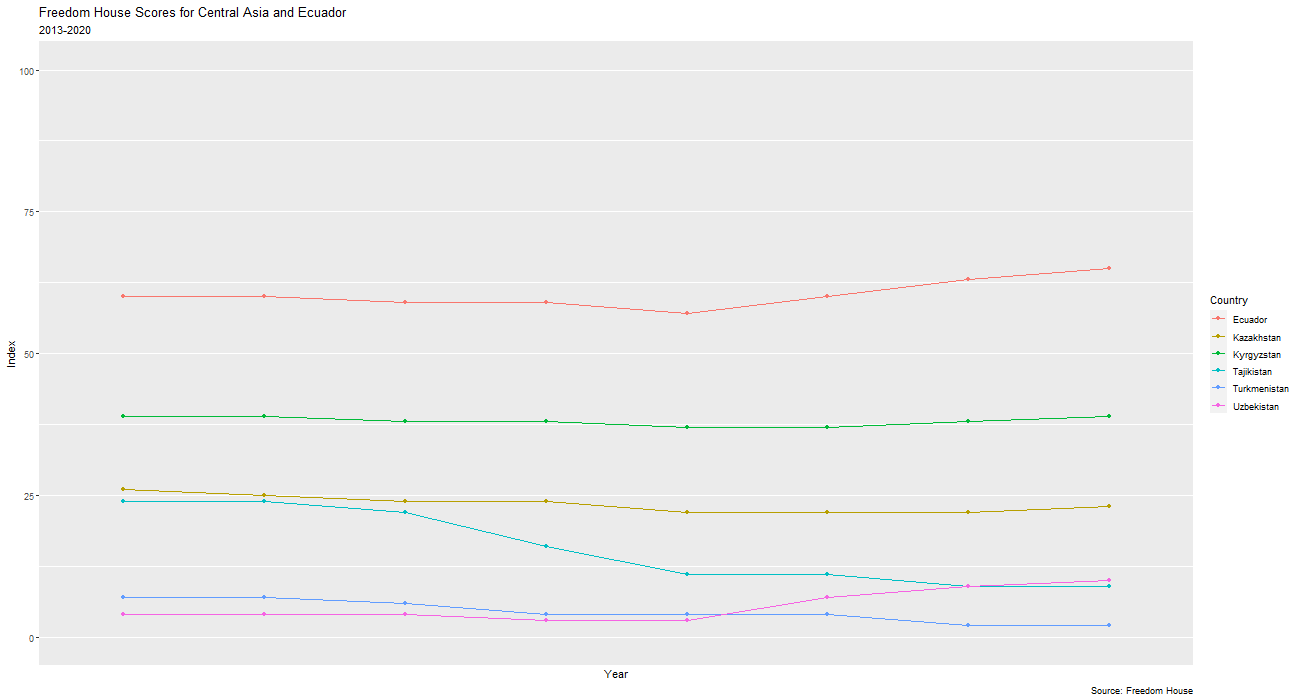 Freedom House Scores for Central Asia and Ecuador
2013-2020
100
75
50
25
0
Index
Year
Country
Ecuador
Kazakhstan
Kyrgyzstan
Tajikistan
Turkmenistan
Uzbekistan
Source: Freedom House